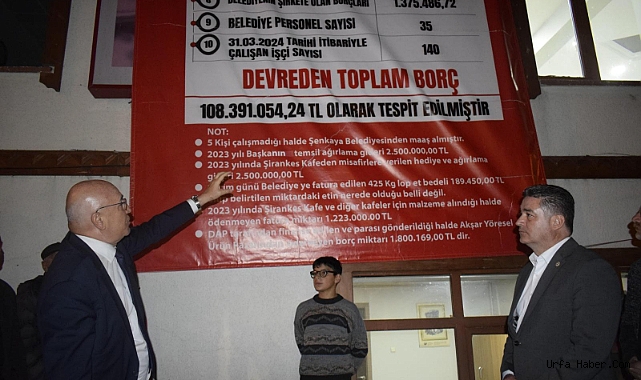 BELEDİYENİN ŞİRKETE OLAN BORÇLARI 1.375.486,72
9 BELEDİYE PERSONEL SAYISI 35
10 31.03.2024 TARİHİ İTİBARİYLE
ÇALIŞAN İŞÇİ SAYISI 140
DEVREDEN TOPLAM BORÇ
108.391.054,24 TL OLARAK TESPİT EDİLMİŞTİR
NOT:
5 Kişi çalışmadığı halde Şenkaya Belediyesinden maaş almıştır.
2023 yılı Başkanın temsil ağırlama gideri 2.500.000,00 TL
2023 yılında Şirankes Kafeden misafirlere verilen hediye ve ağırlama
2.500.000,00 TL
günü Belediye ye fatura edilen 425 Kg lop et bedeli 189.450,00 TL
belirtilen miktardaki etin nerede olduğu belli değil.
2023 yılında Şirankes Kafe ve diğer kafeler için malzeme alındığı halde
ödenmeyen fatura miktarı 1.223.000,00 TL
DAP ve parası gönderildiği halde Akşar Yöresel
Ürün borç miktarı 1.800.169,00 TL dir.
Urfa Haber.Com